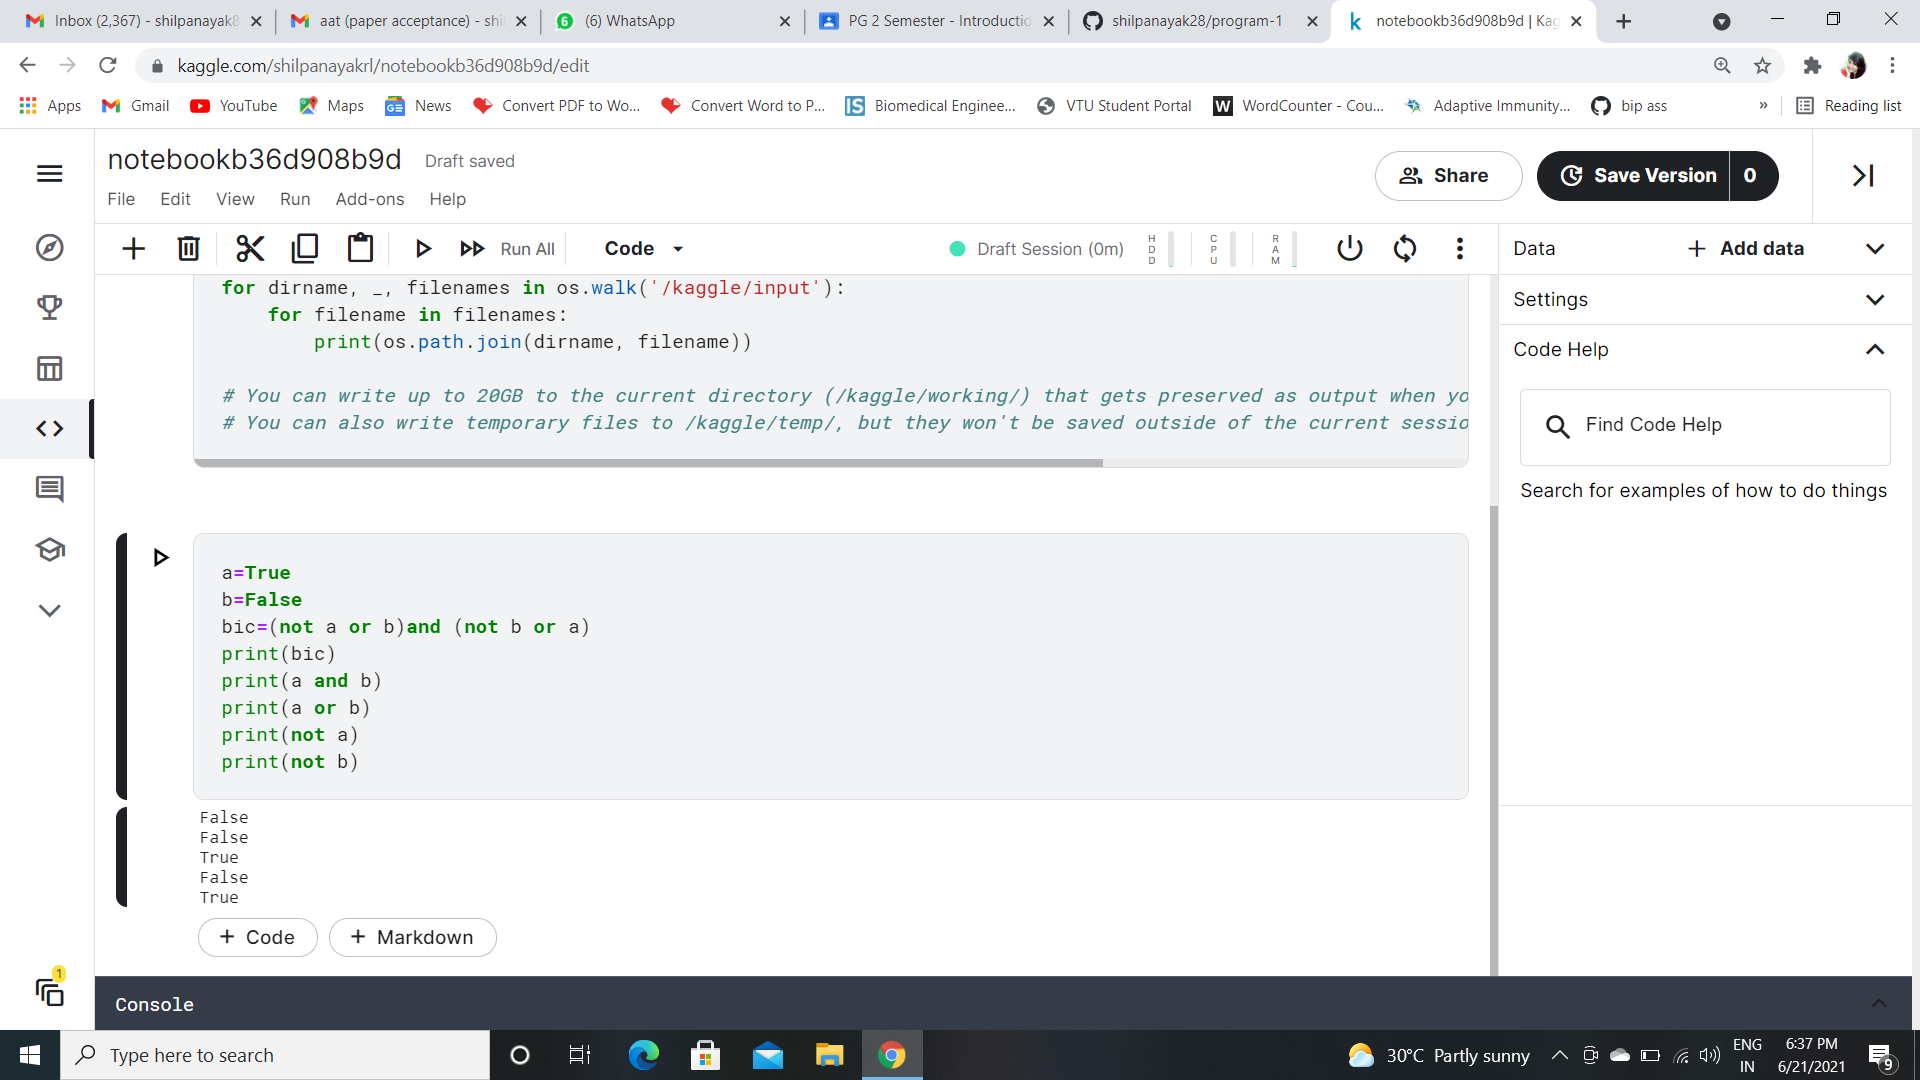 Inbox (2,367) - shilpanayak8
aat (paper acceptance) - shi
(6) WhatsApp
PG 2 Semester - Introductio
shilpanayak28/program-1
notebookb36d908b9d | Kag
kaggle.com/shilpanayakrl/notebookb36d908b9d/edit
Apps
Gmail
YouTube
Maps
News
Convert PDF to Wo...
Convert Word to P...
Biomedical Enginee...
VTU Student Portal
WordCounter - Cou...
Adaptive Immunity,...
bip ass
»
Reading list
notebookb36d908b9d
Draft saved
File Edit View Run Add-ons Help
Share
Save Version 0
Run All
Code
Draft Session (0m)
HDD
CPU
RAM
Data
+ Add data
Settings
Code Help
Find Code Help
Search for examples of how to do things
for dirname, _, filenames in os.walk('/kaggle/input'):
    for filename in filenames:
        print(os.path.join(dirname, filename))
# You can write up to 20GB to the current directory (/kaggle/working/) that gets preserved as output when yo
# You can also write temporary files to /kaggle/temp/, but they won't be saved outside of the current sessio
a=True
b=False
bic=(not a or b)and (not b or a)
print(bic)
print(a and b)
print(a or b)
print(not a)
print(not b)
False
False
True
False
True
+ Code
+ Markdown
1
Console
Type here to search
30°C Partly sunny
ENG
IN
6:37 PM
6/21/2021
9